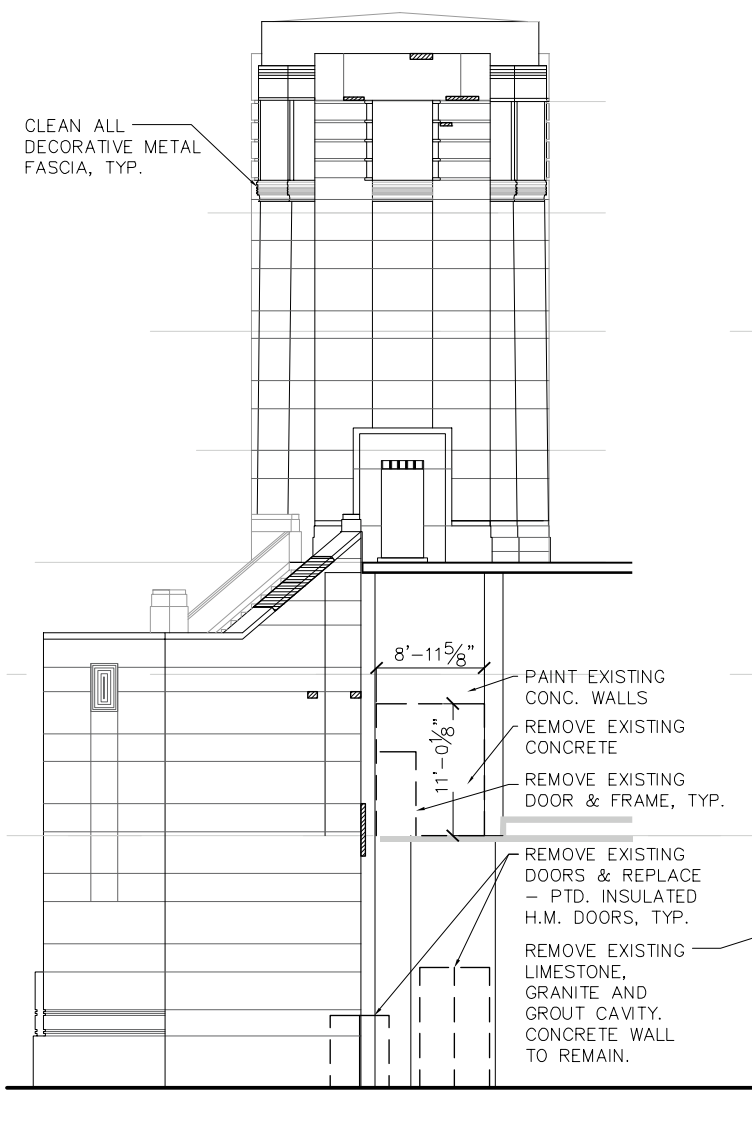 CLEAN ALL
DECORATIVE METAL
FASCIA, TYP.
8'-11⅝"
PAINT EXISTING
CONC. WALLS
11'-0⅛"
REMOVE EXISTING
CONCRETE
REMOVE EXISTING
DOOR & FRAME, TYP.
REMOVE EXISTING
DOORS & REPLACE
– PTD. INSULATED
H.M. DOORS, TYP.
REMOVE EXISTING
LIMESTONE,
GRANITE AND
GROUT CAVITY.
CONCRETE WALL
TO REMAIN.